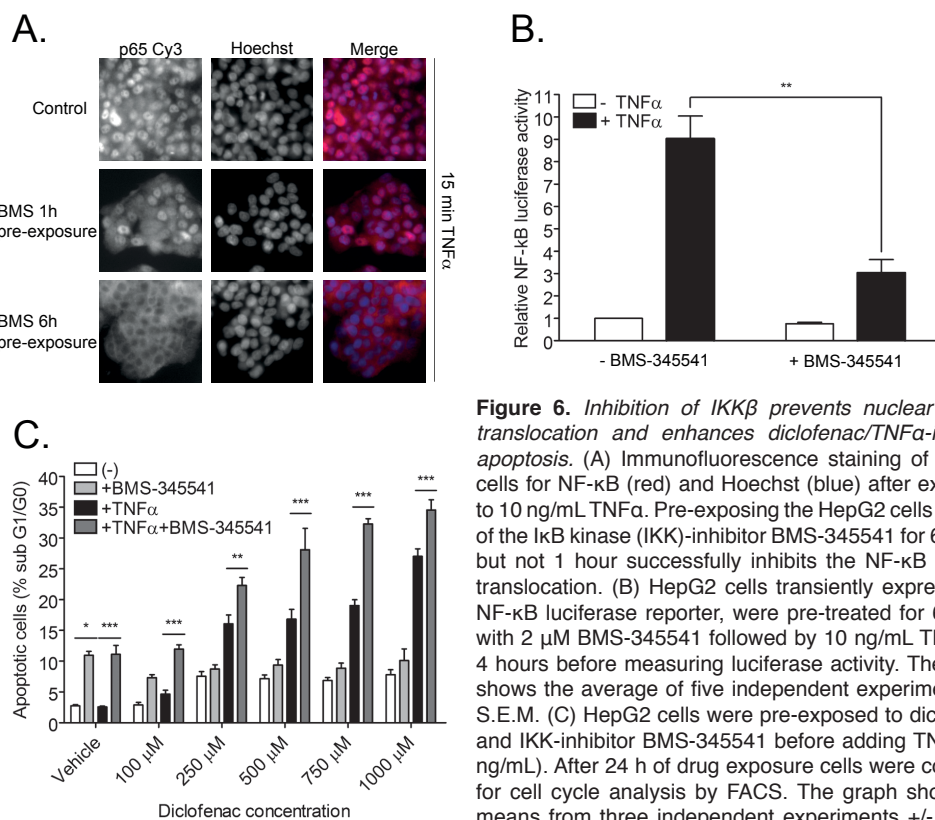 A.
p65 Cy3 Hoechst Merge
Control
BMS 1h
pre-exposure
BMS 6h
pre-exposure
15 min TNFα
B.
- TNFα
+ TNFα
**
Relative NF-kB luciferase activity
11
10
9
8
7
6
5
4
3
2
1
0
- BMS-345541 + BMS-345541
C.
(-)
+BMS-345541
+TNFα
+TNFα+BMS-345541
Apoptotic cells (% sub G1/G0)
40
35
30
25
20
15
10
5
0
* *** *** ** *** *** ***
Vehicle 100 µM 250 µM 500 µM 750 µM 1000 µM
Diclofenac concentration
Figure 6. Inhibition of IKKβ prevents nuclear
translocation and enhances diclofenac/TNFα-
apoptosis. (A) Immunofluorescence staining of
cells for NF-κB (red) and Hoechst (blue) after
to 10 ng/mL TNFα. Pre-exposing the HepG2 cells
of the IκB kinase (IKK)-inhibitor BMS-345541 for 6
but not 1 hour successfully inhibits the NF-κB
translocation. (B) HepG2 cells transiently
NF-κB luciferase reporter, were pre-treated for 6
with 2 µM BMS-345541 followed by 10 ng/mL
4 hours before measuring luciferase activity. The
shows the average of five independent
S.E.M. (C) HepG2 cells were pre-exposed to
and IKK-inhibitor BMS-345541 before adding
ng/mL). After 24 h of drug exposure cells were
for cell cycle analysis by FACS. The graph
means from three independent experiments +/-